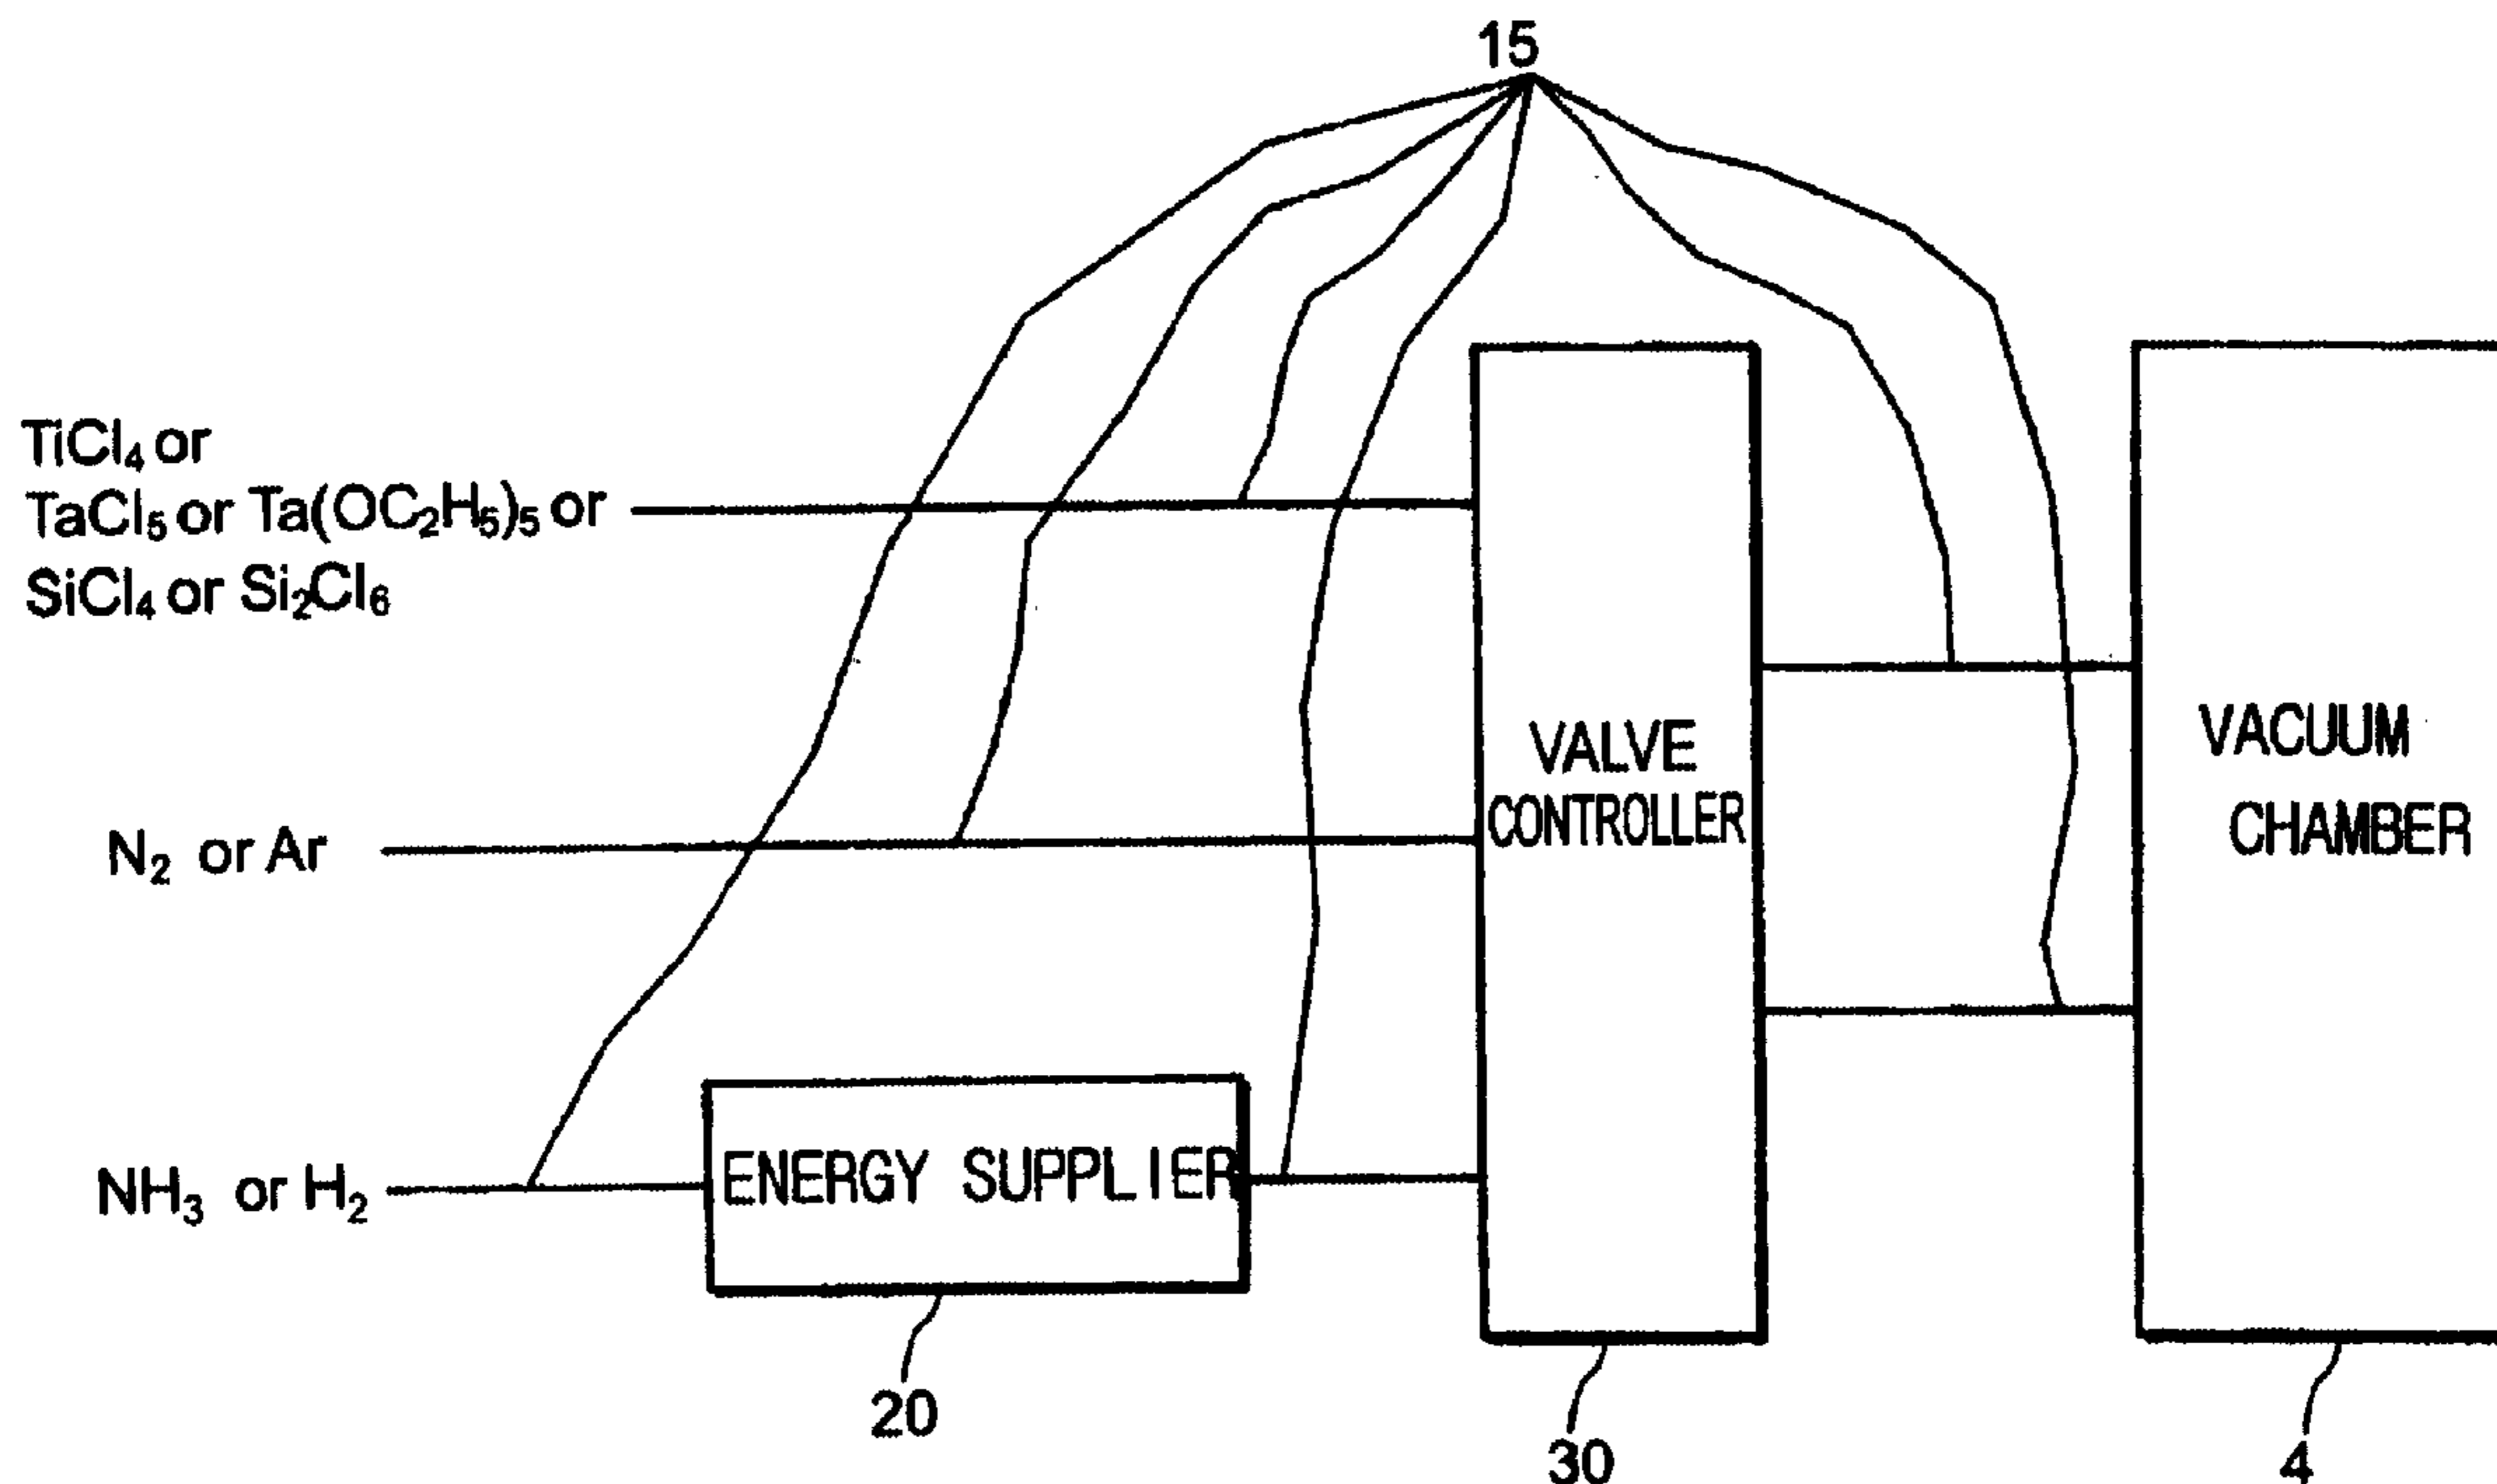 15
TiCl₄ or
TaCl₅ or Ta(OC₂H₅)₅ or
SiCl₄ or Si₂Cl₆
VALVE
CONTROLLER
VACUUM
CHAMBER
N₂ or Ar
NH₃ or H₂
ENERGY SUPPLIER
20
30
4